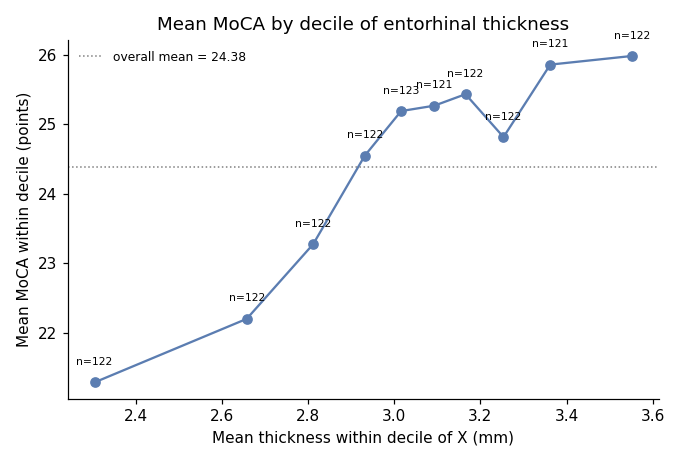 Mean MoCA by decile of entorhinal thickness
overall mean = 24.38
n=122
n=122
n=122
n=122
n=123
n=121
n=122
n=122
n=121
n=122
26
25
24
23
22
Mean MoCA within decile (points)
2.4 2.6 2.8 3.0 3.2 3.4 3.6
Mean thickness within decile of X (mm)